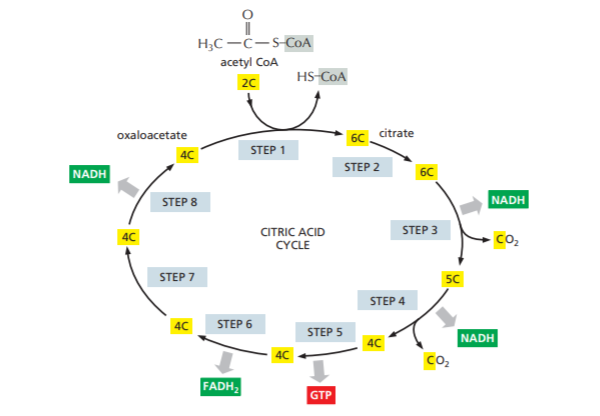 O
H₃C — C — S-CoA
acetyl CoA
HS-CoA
2C
oxaloacetate
6C
citrate
4C
STEP 1
STEP 2
6C
NADH
NADH
STEP 8
STEP 3
CITRIC ACID
CYCLE
4C
CO₂
STEP 7
5C
STEP 4
4C
STEP 6
STEP 5
4C
NADH
4C
CO₂
FADH₂
GTP